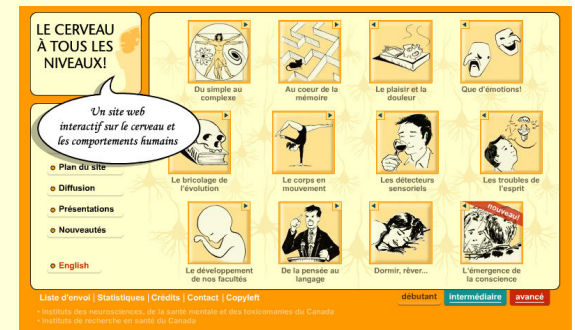 LE CERVEAU
À TOUS LES
NIVEAUX!
Un site web
interactif sur le cerveau et
les comportements humains
Plan du site
Diffusion
Présentations
Nouveautés
English
Du simple au
complexe
Au coeur de la
mémoire
Le plaisir et la
douleur
Que d'émotions!
Le bricolage de
l'évolution
Le corps en
mouvement
Les détecteurs
sensoriels
Les troubles de
l'esprit
nouveau!
Le développement
de nos facultés
De la pensée au
langage
Dormir, rêver...
L'émergence de
la conscience
Liste d'envoi | Statistiques | Crédits | Contact | Copyleft
débutant intermédiaire avancé
• Instituts des neurosciences, de la santé mentale et des toxicomanies du Canada
• Instituts de recherche en santé du Canada